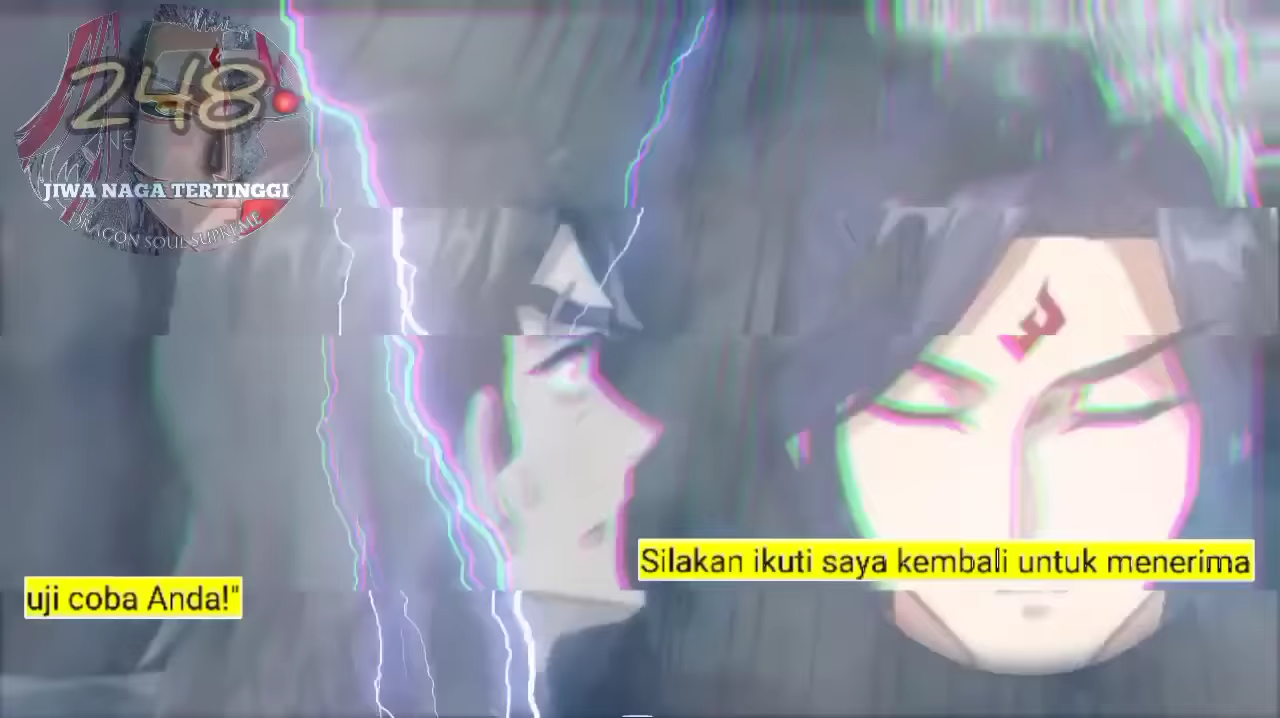 248
JIWA NAGA TERTINGGI
DRAGON SOUL SUPREME
Silakan ikuti saya kembali untuk menerima
uji coba Anda!"